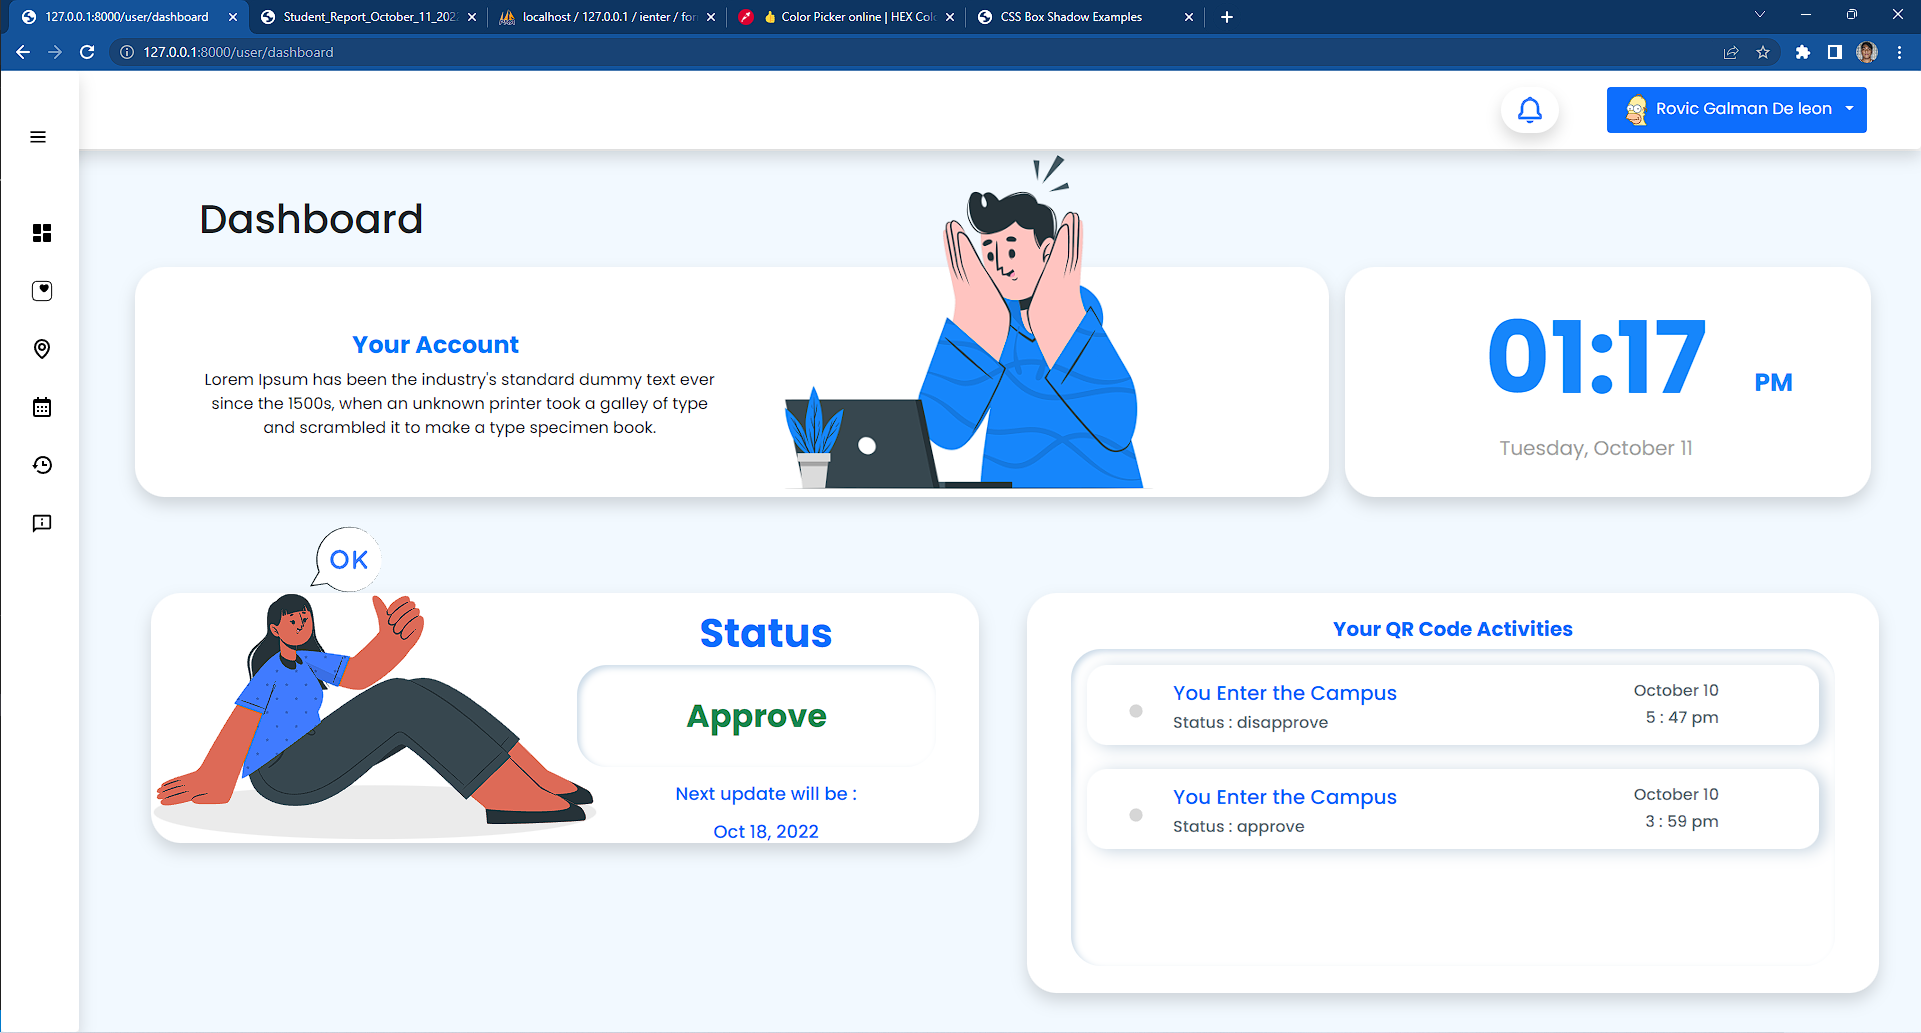 127.0.0.1:8000/user/dashboard
Student_Report_October_11_202
localhost / 127.0.0.1 / ienter / for
Color Picker online | HEX Col
CSS Box Shadow Examples
127.0.0.1:8000/user/dashboard
Rovic Galman De leon
Dashboard
Your Account
Lorem Ipsum has been the industry's standard dummy text ever
since the 1500s, when an unknown printer took a galley of type
and scrambled it to make a type specimen book.
01:17 PM
Tuesday, October 11
OK
Status
Approve
Next update will be :
Oct 18, 2022
Your QR Code Activities
You Enter the Campus
Status : disapprove
October 10
5 : 47 pm
You Enter the Campus
Status : approve
October 10
3 : 59 pm